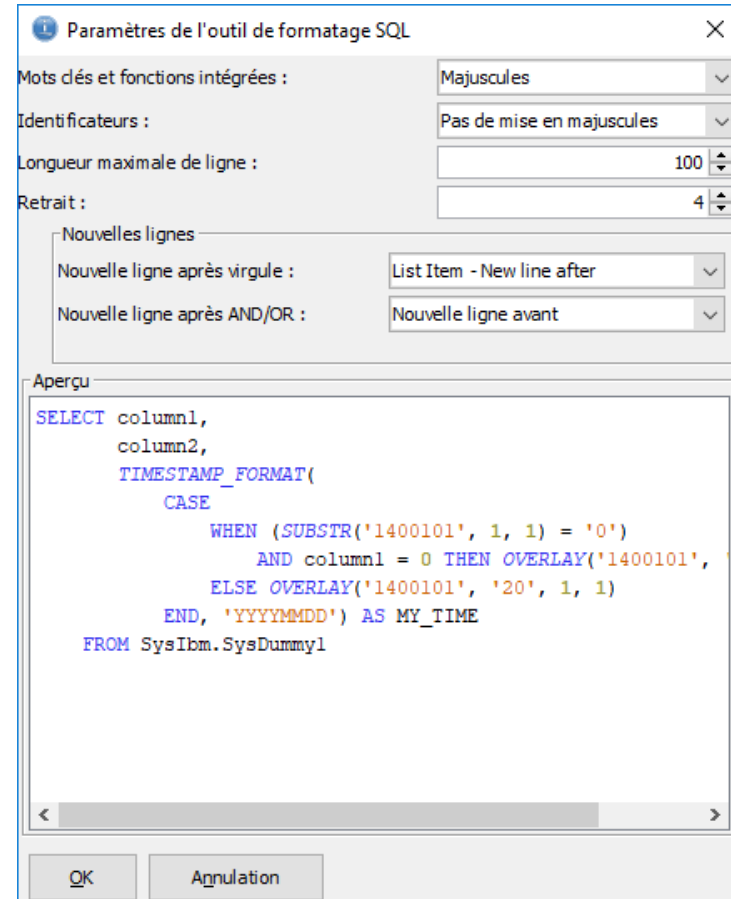 Paramètres de l'outil de formatage SQL
Mots clés et fonctions intégrées : Majuscules
Identificateurs : Pas de mise en majuscules
Longueur maximale de ligne : 100
Retrait : 4
Nouvelles lignes
Nouvelle ligne après virgule : List Item - New line after
Nouvelle ligne après AND/OR : Nouvelle ligne avant
Aperçu
SELECT column1,
column2,
TIMESTAMP_FORMAT(
CASE
WHEN (SUBSTR('1400101', 1, 1) = '0')
AND column1 = 0 THEN OVERLAY('1400101', '
ELSE OVERLAY('1400101', '20', 1, 1)
END, 'YYYYMMDD') AS MY_TIME
FROM SysIbm.SysDummy1
OK Annulation